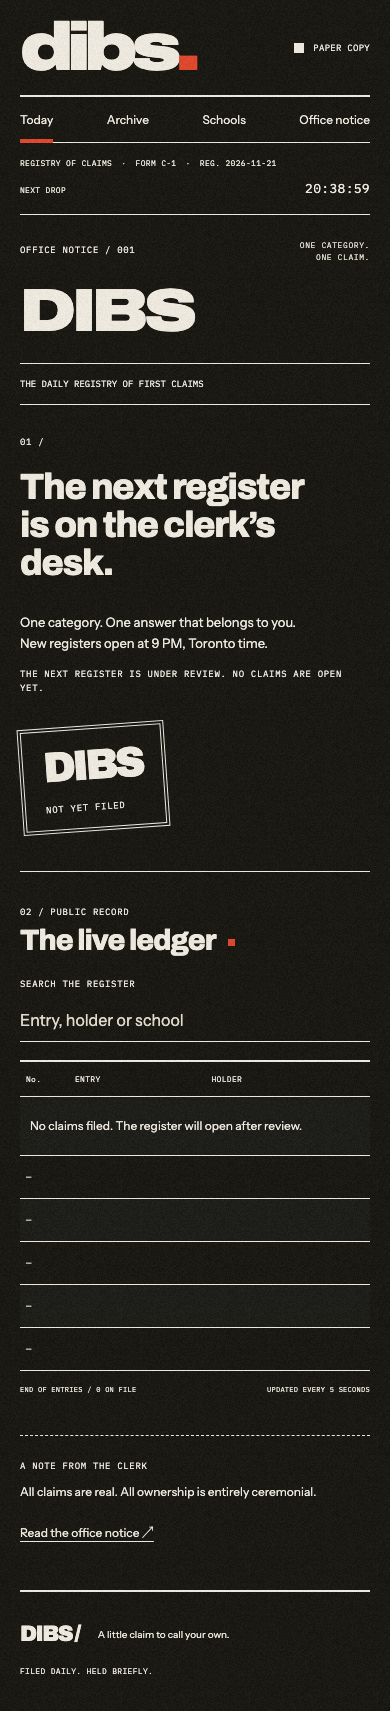 dibs.
PAPER COPY
Today Archive Schools Office notice
REGISTRY OF CLAIMS · FORM C-1 · REG. 2026-11-21
NEXT DROP 20:38:59
OFFICE NOTICE / 001
ONE CATEGORY.
ONE CLAIM.
DIBS
THE DAILY REGISTRY OF FIRST CLAIMS
01 /
The next register
is on the clerk’s
desk.
One category. One answer that belongs to you.
New registers open at 9 PM, Toronto time.
THE NEXT REGISTER IS UNDER REVIEW. NO CLAIMS ARE OPEN
YET.
DIBS
NOT YET FILED
02 / PUBLIC RECORD
The live ledger
SEARCH THE REGISTER
Entry, holder or school
No. ENTRY HOLDER
No claims filed. The register will open after review.
—
—
—
—
—
END OF ENTRIES / 0 ON FILE UPDATED EVERY 5 SECONDS
A NOTE FROM THE CLERK
All claims are real. All ownership is entirely ceremonial.
Read the office notice ↗
DIBS/ A little claim to call your own.
FILED DAILY. HELD BRIEFLY.